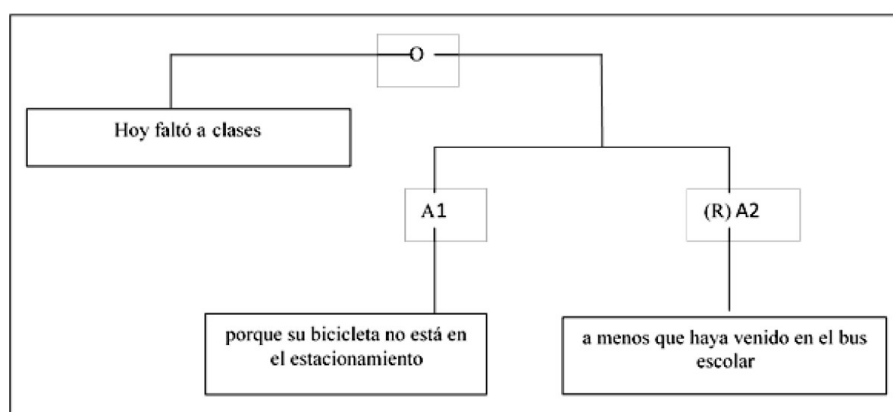 O
Hoy faltó a clases
A1
(R) A2
porque su bicicleta no está en
el estacionamiento
a menos que haya venido en el bus
escolar